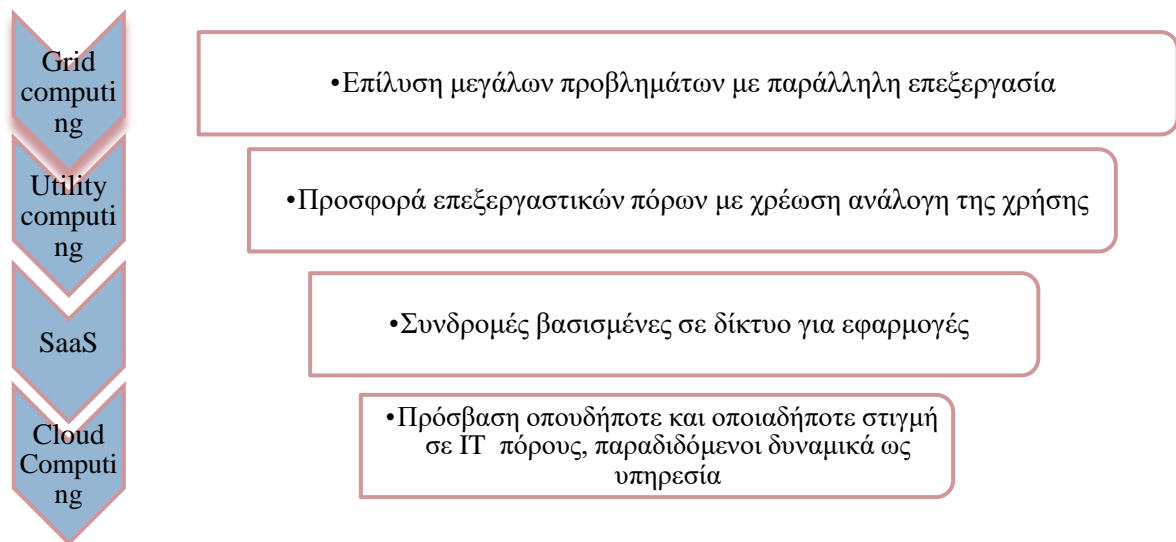 Grid
computi
ng
•Επίλυση μεγάλων προβλημάτων με παράλληλη επεξεργασία
Utility
computi
ng
•Προσφορά επεξεργαστικών πόρων με χρέωση ανάλογη της χρήσης
SaaS
•Συνδρομές βασισμένες σε δίκτυο για εφαρμογές
Cloud
Computi
ng
•Πρόσβαση οπουδήποτε και οποιαδήποτε στιγμή
σε IT πόρους, παραδιδόμενοι δυναμικά ως
υπηρεσία